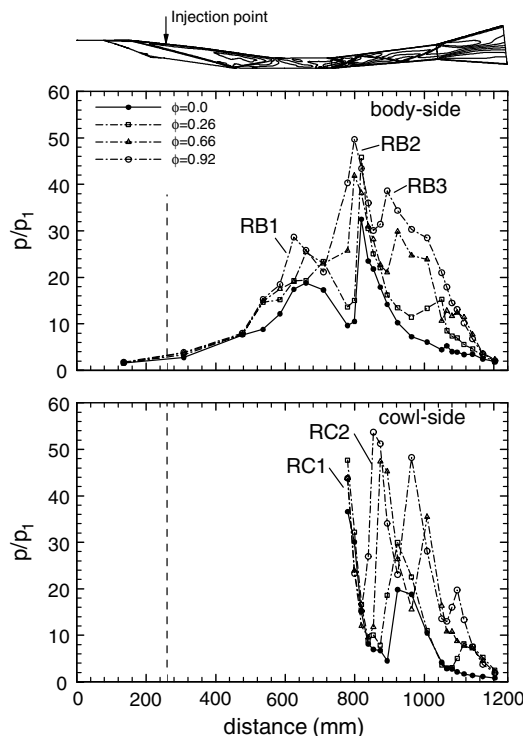 Injection point
body-side
ϕ=0.0
ϕ=0.26
ϕ=0.66
ϕ=0.92
RB1
RB2
RB3
p/p₁
60
50
40
30
20
10
0
cowl-side
RC1
RC2
p/p₁
60
50
40
30
20
10
0
0 200 400 600 800 1000 1200
distance (mm)